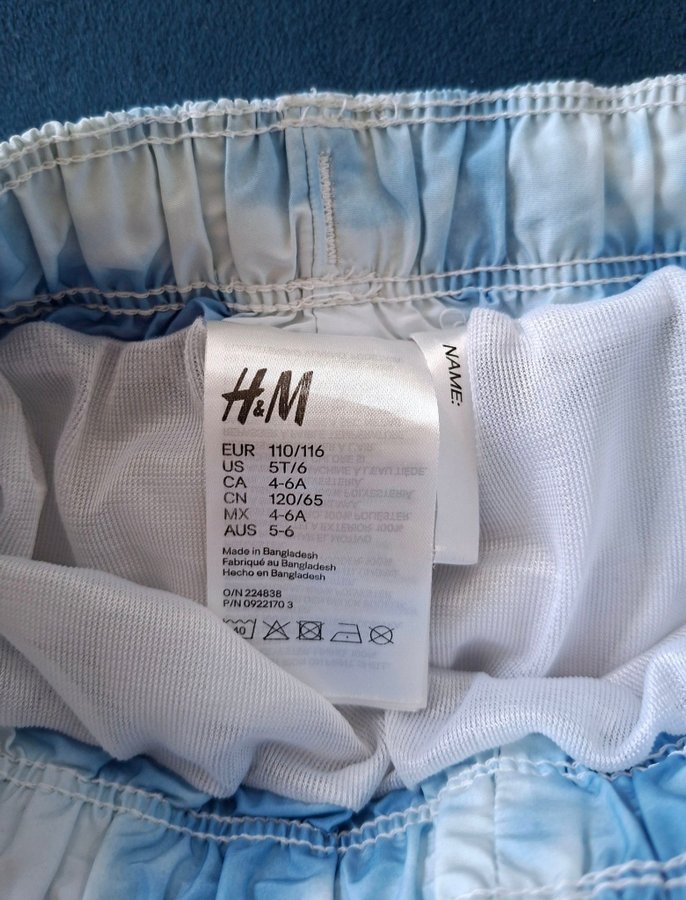 H&M
NAME:
EUR 110/116
US 5T/6
CA 4-6A
CN 120/65
MX 4-6A
AUS 5-6
Made in Bangladesh
Fabriqué au Bangladesh
Hecho en Bangladesh
O/N 224838
P/N 0922170 3
40